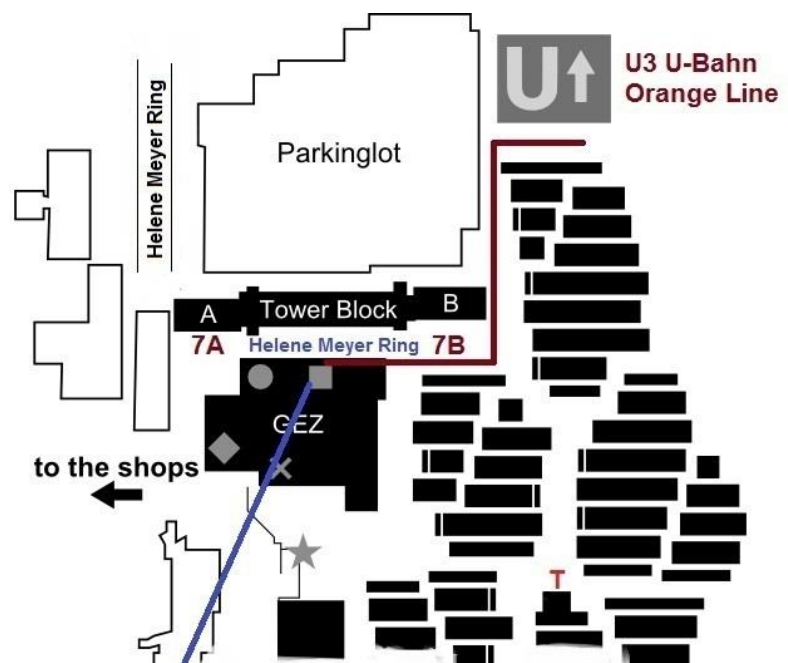 U
U3 U-Bahn
Orange Line
Helene Meyer Ring
Parkinglot
A
Tower Block
B
7A
Helene Meyer Ring
7B
GEZ
to the shops
T